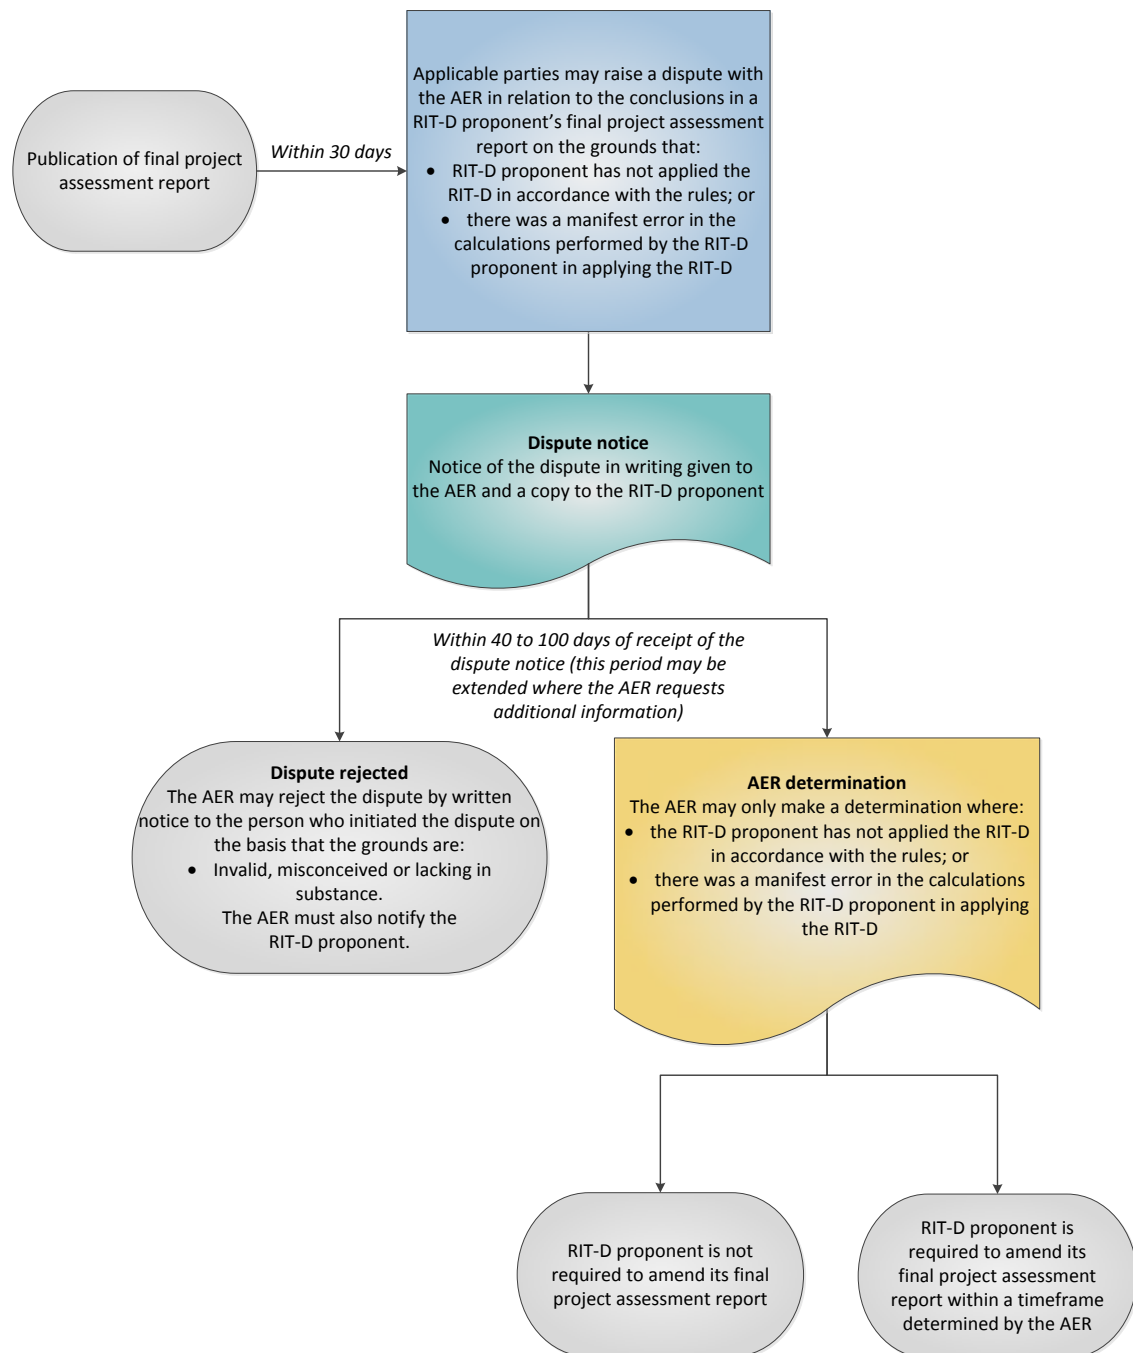 Applicable parties may raise a dispute with
the AER in relation to the conclusions in a
RIT-D proponent’s final project assessment
report on the grounds that:
• RIT-D proponent has not applied the
RIT-D in accordance with the rules; or
• there was a manifest error in the
calculations performed by the RIT-D
proponent in applying the RIT-D
Publication of final project
assessment report
Within 30 days
Dispute notice
Notice of the dispute in writing given to
the AER and a copy to the RIT-D proponent
Within 40 to 100 days of receipt of the
dispute notice (this period may be
extended where the AER requests
additional information)
Dispute rejected
The AER may reject the dispute by written
notice to the person who initiated the dispute on
the basis that the grounds are:
• Invalid, misconceived or lacking in
substance.
The AER must also notify the
RIT-D proponent.
AER determination
The AER may only make a determination where:
• the RIT-D proponent has not applied the RIT-D
in accordance with the rules; or
• there was a manifest error in the calculations
performed by the RIT-D proponent in applying
the RIT-D
RIT-D proponent is not
required to amend its final
project assessment report
RIT-D proponent is
required to amend its
final project assessment
report within a timeframe
determined by the AER